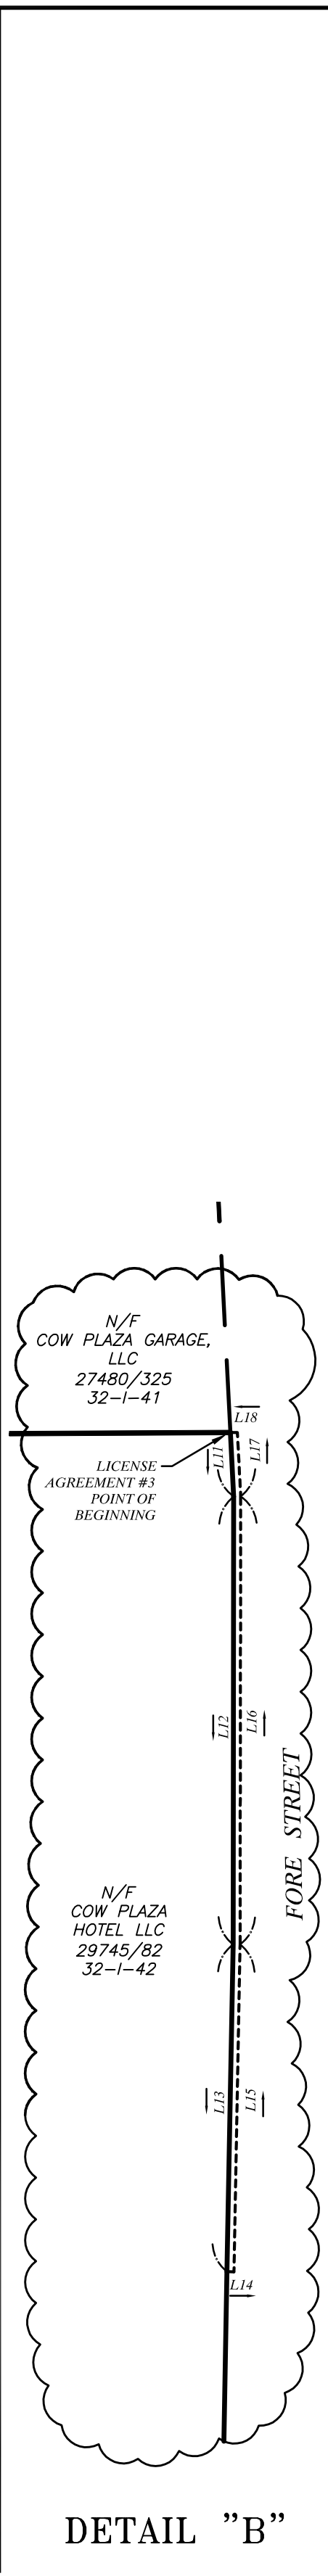 N/F
COW PLAZA GARAGE,
LLC
27480/325
32-I-41
L18
L11
L17
LICENSE
AGREEMENT #3
POINT OF
BEGINNING
L12
L16
FORE STREET
N/F
COW PLAZA
HOTEL LLC
29745/82
32-I-42
L13
L15
L14
DETAIL "B"